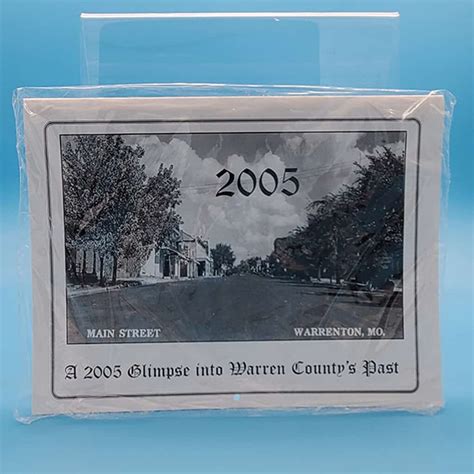 2005
MAIN STREET WARRENTON, MO.
A 2005 Glimpse into Warren County's Past